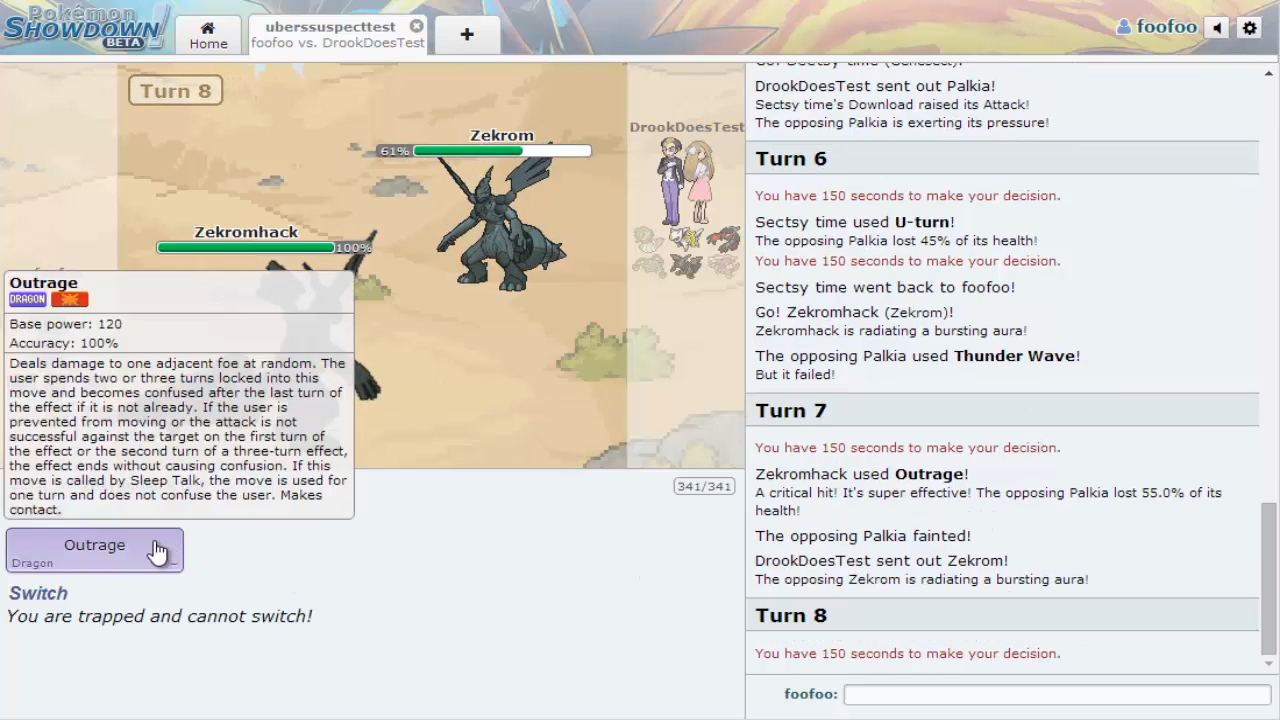 Pokémon
SHOWDOWN!
BETA
Home
uberssuspecttest
foofoo vs. DrookDoesTest
+
foofoo
Turn 8
Zekrom
61%
DrookDoesTest
Zekromhack
100%
Outrage
DRAGON
Base power: 120
Accuracy: 100%
Deals damage to one adjacent foe at random. The
user spends two or three turns locked into this
move and becomes confused after the last turn of
the effect if it is not already. If the user is
prevented from moving or the attack is not
successful against the target on the first turn of
the effect or the second turn of a three-turn effect,
the effect ends without causing confusion. If this
move is called by Sleep Talk, the move is used for
one turn and does not confuse the user. Makes
contact.
341/341
Outrage
Dragon
Switch
You are trapped and cannot switch!
Go! Sectsy time (Genesect)!
DrookDoesTest sent out Palkia!
Sectsy time's Download raised its Attack!
The opposing Palkia is exerting its pressure!
Turn 6
You have 150 seconds to make your decision.
Sectsy time used U-turn!
The opposing Palkia lost 45% of its health!
You have 150 seconds to make your decision.
Sectsy time went back to foofoo!
Go! Zekromhack (Zekrom)!
Zekromhack is radiating a bursting aura!
The opposing Palkia used Thunder Wave!
But it failed!
Turn 7
You have 150 seconds to make your decision.
Zekromhack used Outrage!
A critical hit! It's super effective! The opposing Palkia lost 55.0% of its
health!
The opposing Palkia fainted!
DrookDoesTest sent out Zekrom!
The opposing Zekrom is radiating a bursting aura!
Turn 8
You have 150 seconds to make your decision.
foofoo: